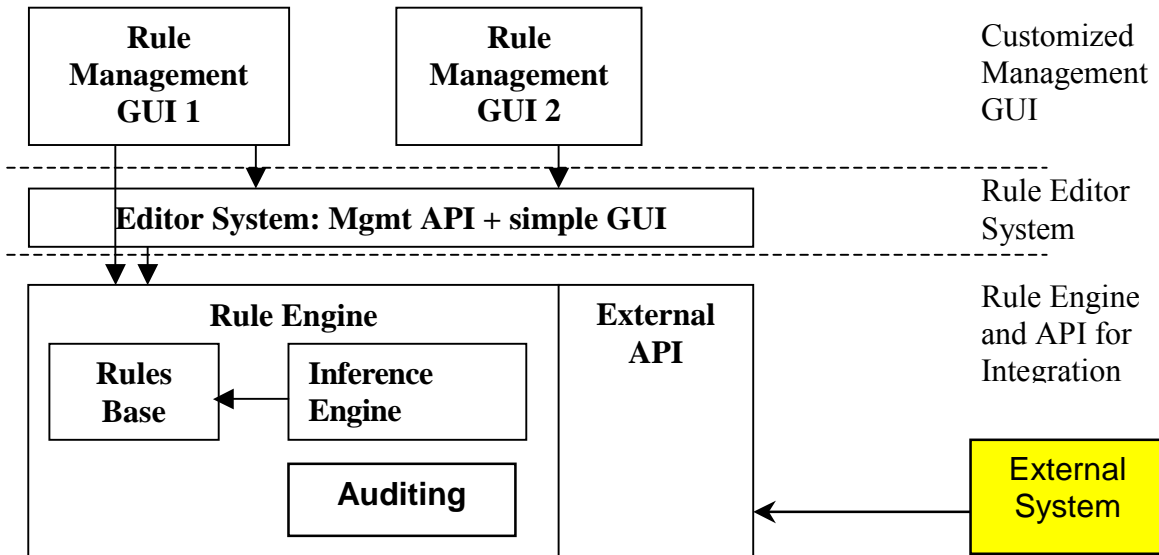 Rule
Management
GUI 1
Rule
Management
GUI 2
Customized
Management
GUI
Editor System: Mgmt API + simple GUI
Rule Editor
System
Rule Engine
External
API
Rule Engine
and API for
Integration
Rules
Base
Inference
Engine
Auditing
External
System